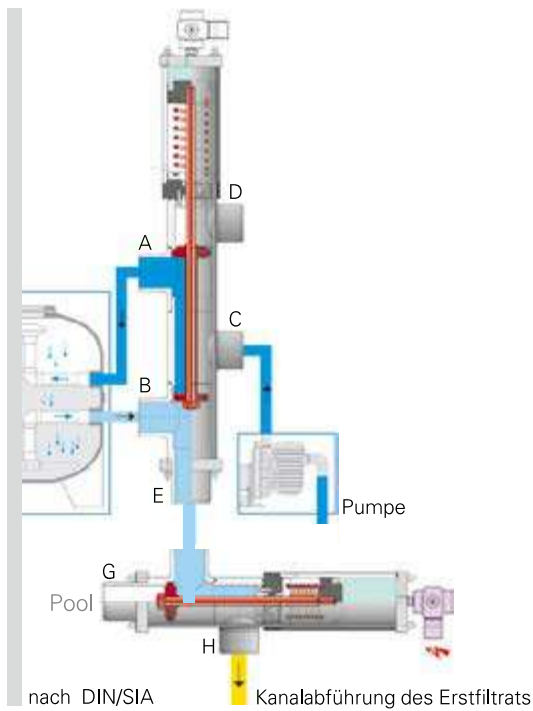 D
A
C
B
E
Pumpe
G
Pool
H
nach DIN/SIA
Kanalabführung des Erstfiltrats